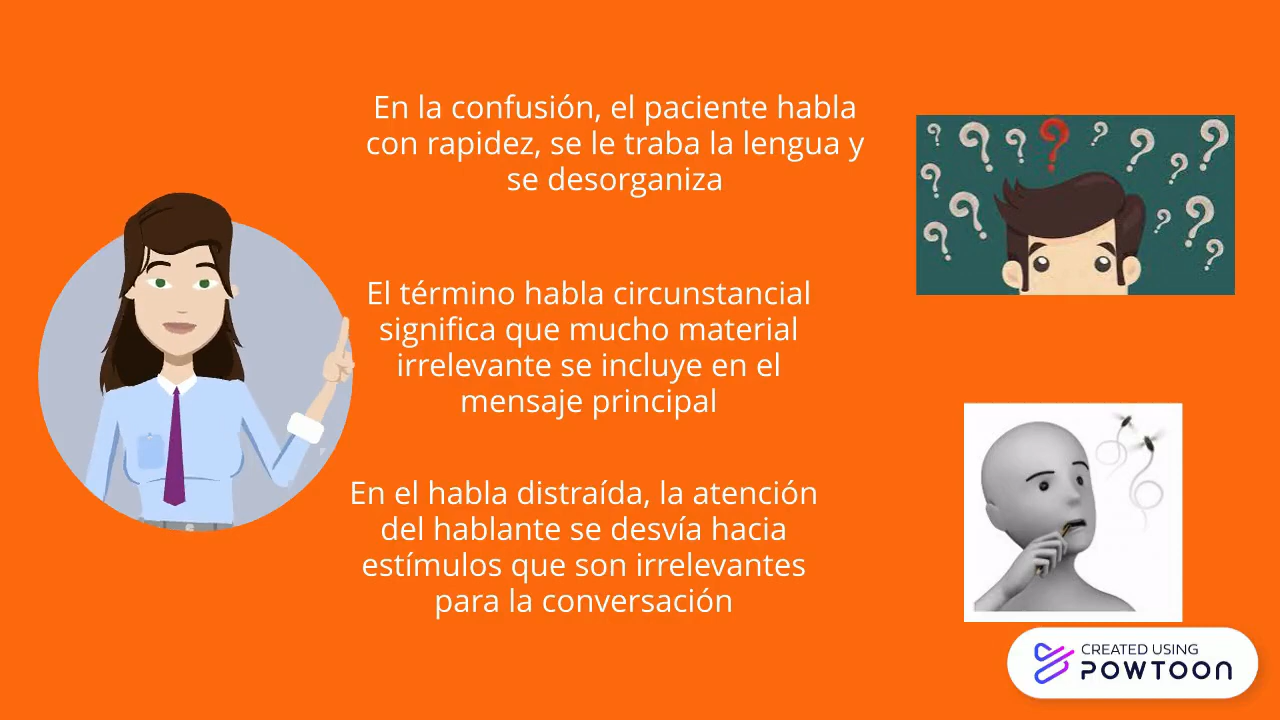 En la confusión, el paciente habla
con rapidez, se le traba la lengua y
se desorganiza
El término habla circunstancial
significa que mucho material
irrelevante se incluye en el
mensaje principal
En el habla distraída, la atención
del hablante se desvía hacia
estímulos que son irrelevantes
para la conversación
CREATED USING
POWTOON